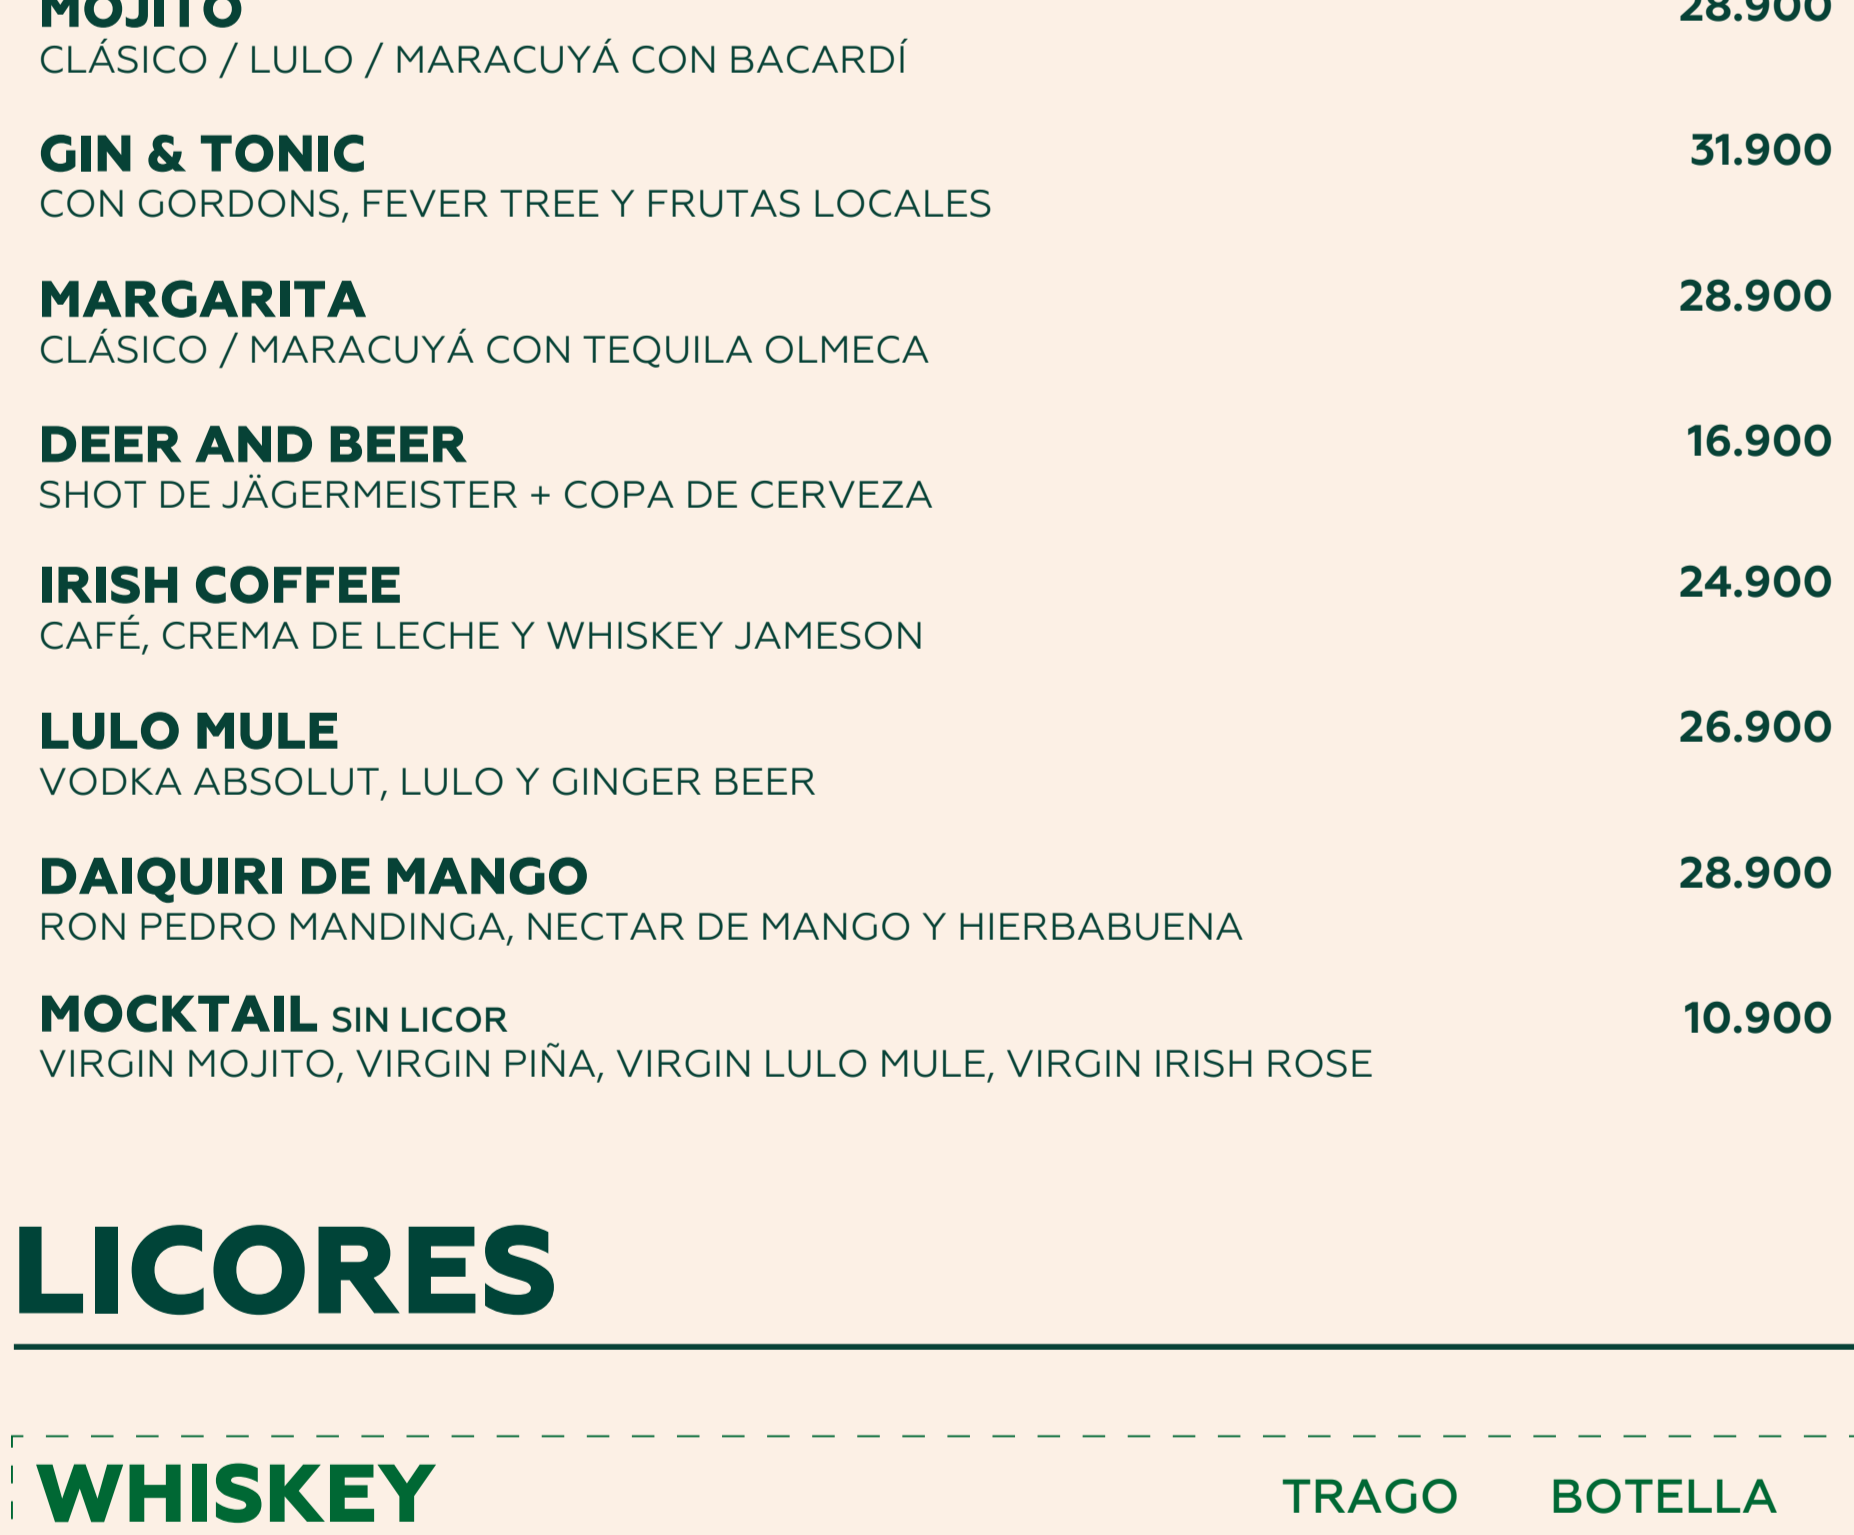 MOJITO 28.900
CLÁSICO / LULO / MARACUYÁ CON BACARDÍ
GIN & TONIC 31.900
CON GORDONS, FEVER TREE Y FRUTAS LOCALES
MARGARITA 28.900
CLÁSICO / MARACUYÁ CON TEQUILA OLMECA
DEER AND BEER 16.900
SHOT DE JÄGERMEISTER + COPA DE CERVEZA
IRISH COFFEE 24.900
CAFÉ, CREMA DE LECHE Y WHISKEY JAMESON
LULO MULE 26.900
VODKA ABSOLUT, LULO Y GINGER BEER
DAIQUIRI DE MANGO 28.900
RON PEDRO MANDINGA, NECTAR DE MANGO Y HIERBABUENA
MOCKTAIL SIN LICOR 10.900
VIRGIN MOJITO, VIRGIN PIÑA, VIRGIN LULO MULE, VIRGIN IRISH ROSE
LICORES
WHISKEY TRAGO BOTELLA